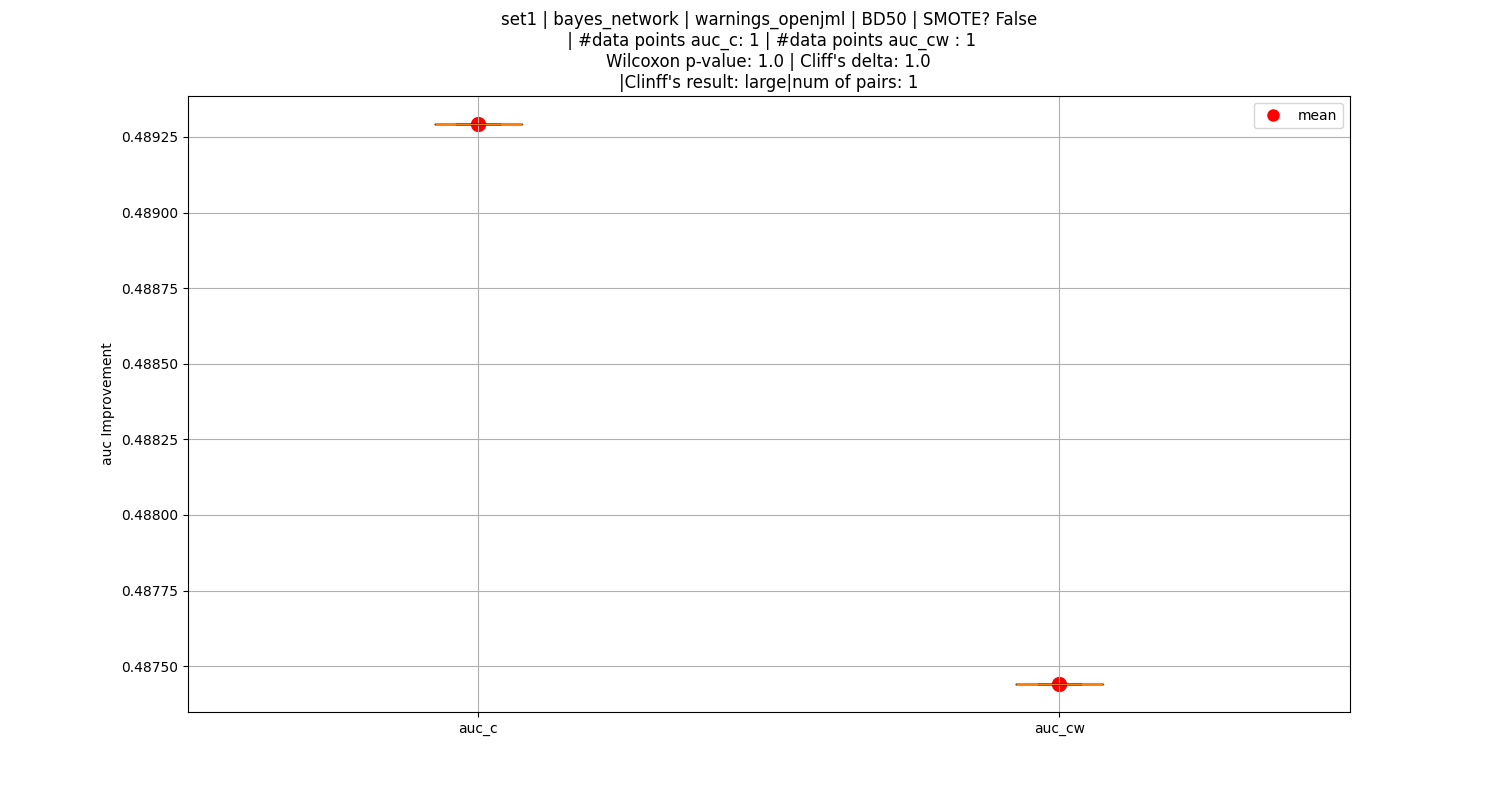 set1 | bayes_network | warnings_openjml | BD50 | SMOTE? False
| #data points auc_c: 1 | #data points auc_cw : 1
Wilcoxon p-value: 1.0 | Cliff's delta: 1.0
|Clinff's result: large|num of pairs: 1
mean
auc Improvement
0.48925
0.48900
0.48875
0.48850
0.48825
0.48800
0.48775
0.48750
auc_c
auc_cw